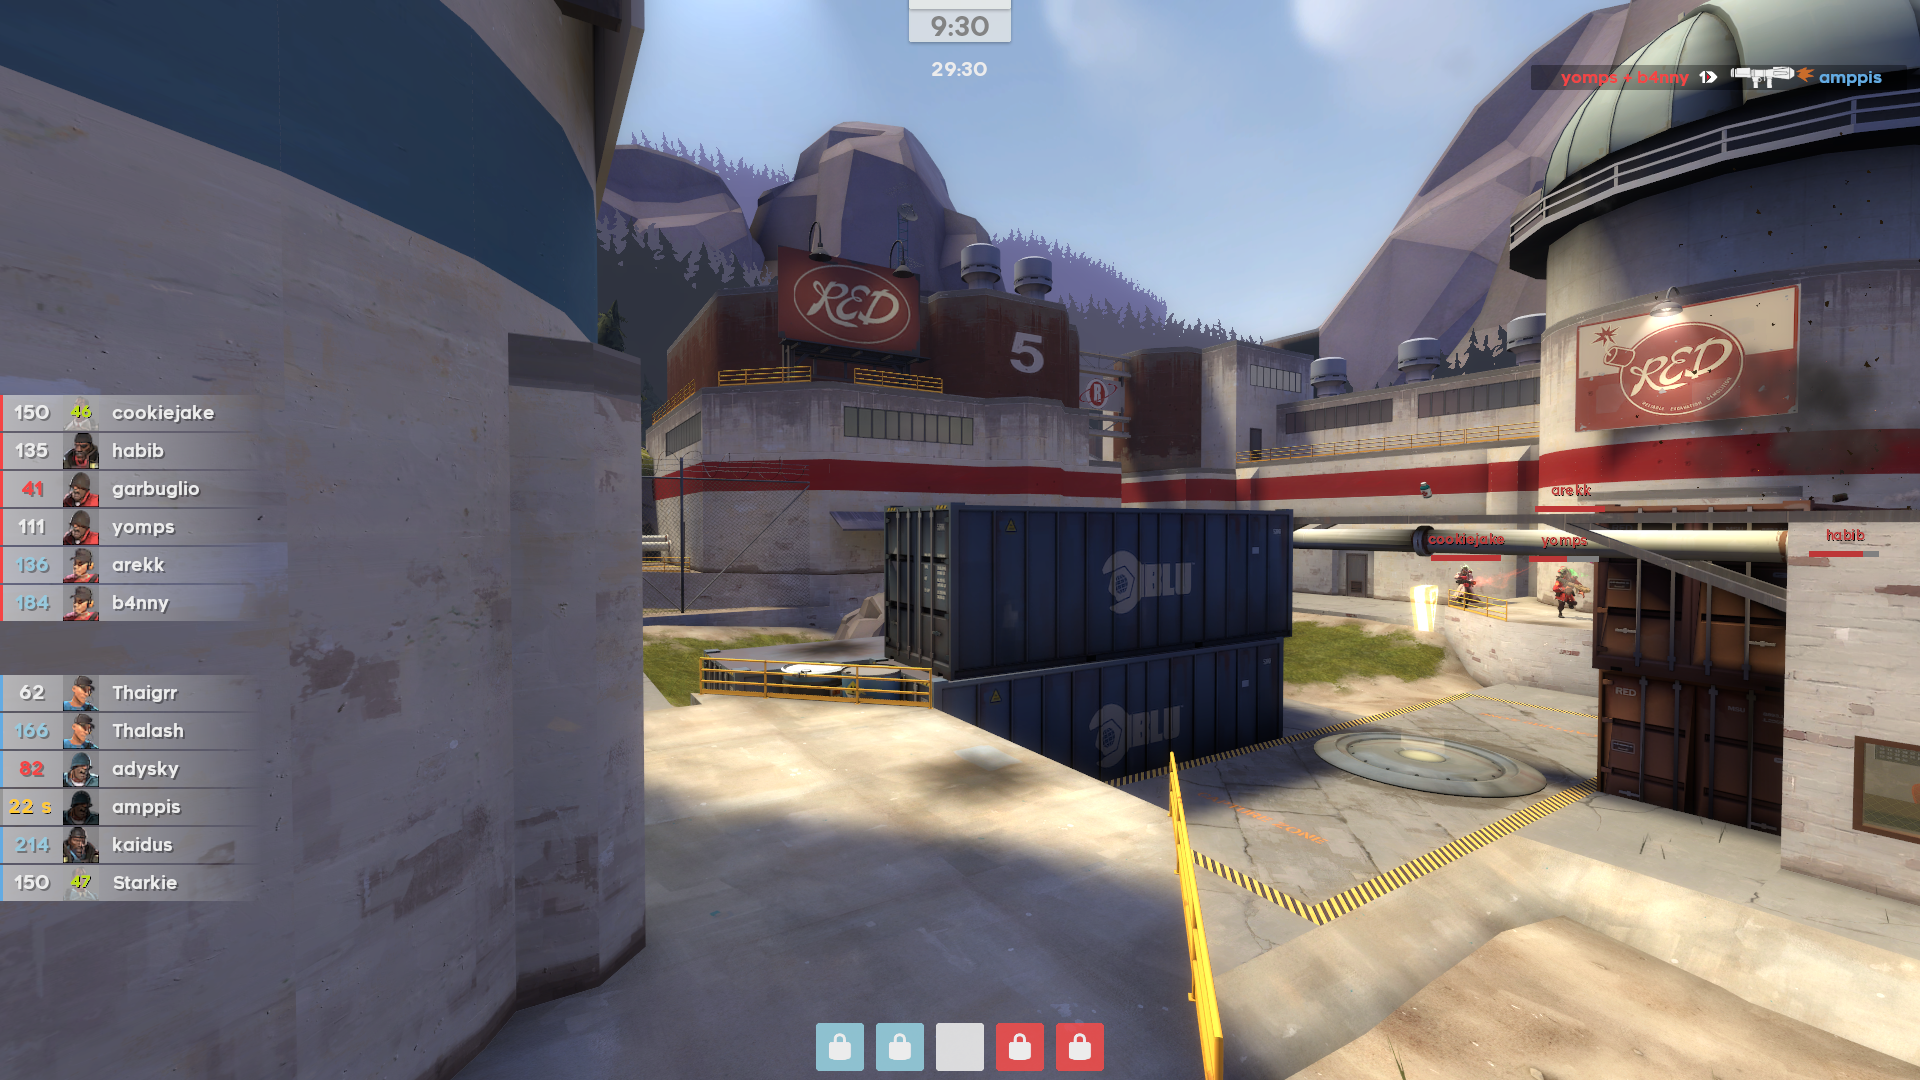 9:30
29:30
yomps + b4nny 1 amppis
RED
5
R
RED
arekk
cookiejake yomps habib
150 46 cookiejake
135 habib
41 garbuglio
111 yomps
136 arekk
184 b4nny
62 Thaigrr
166 Thalash
82 adysky
22 s amppis
214 kaidus
150 47 Starkie
BLU
BLU
RED